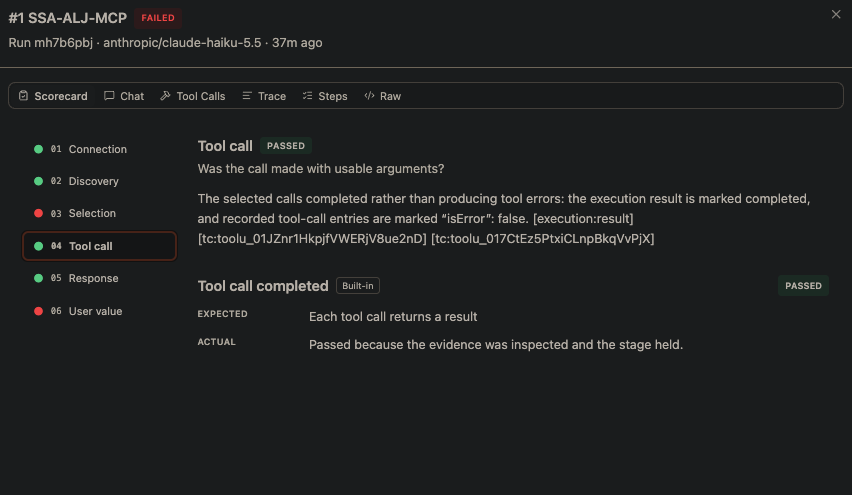 #1 SSA-ALJ-MCP FAILED
Run mh7b6pbj · anthropic/claude-haiku-5.5 · 37m ago
Scorecard Chat Tool Calls Trace Steps Raw
01 Connection
02 Discovery
03 Selection
04 Tool call
05 Response
06 User value
Tool call PASSED
Was the call made with usable arguments?
The selected calls completed rather than producing tool errors: the execution result is marked completed,
and recorded tool-call entries are marked “isError”: false. [execution:result]
[tc:toolu_01JZnr1HkpjfVWERjV8ue2nD] [tc:toolu_017CtEz5PtxiCLnpBkqVvPjX]
Tool call completed Built-in PASSED
EXPECTED Each tool call returns a result
ACTUAL Passed because the evidence was inspected and the stage held.